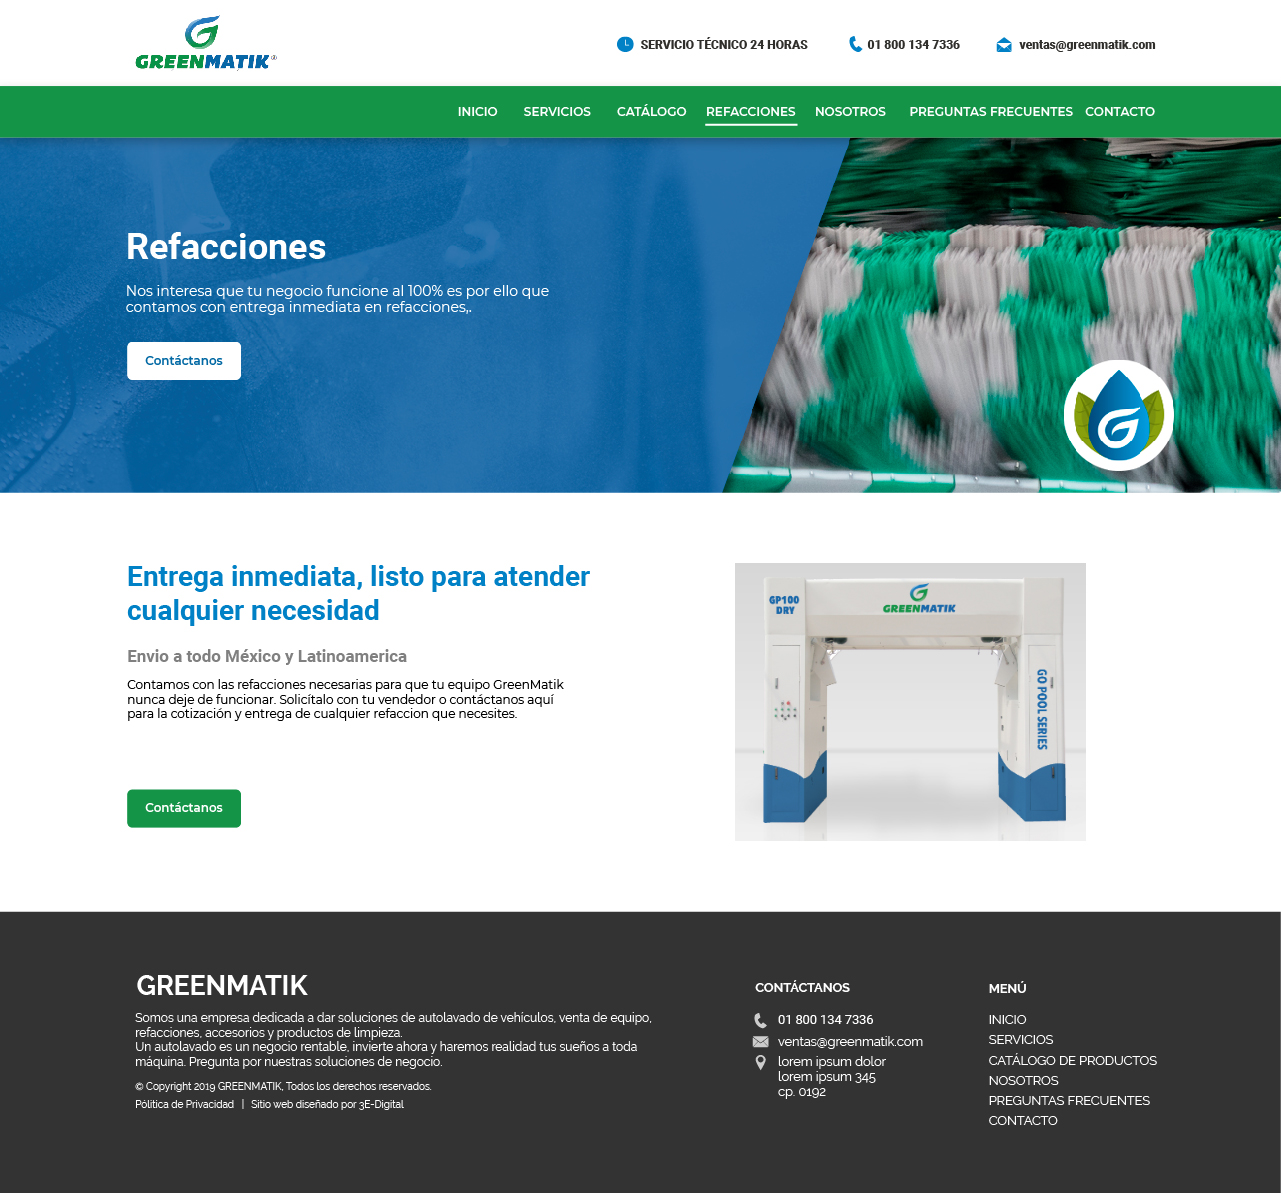 GREENMATIK®
SERVICIO TÉCNICO 24 HORAS
01 800 134 7336
ventas@greenmatik.com
INICIO SERVICIOS CATÁLOGO REFACCIONES NOSOTROS PREGUNTAS FRECUENTES CONTACTO
Refacciones
Nos interesa que tu negocio funcione al 100% es por ello que
contamos con entrega inmediata en refacciones,.
Contáctanos
Entrega inmediata, listo para atender
cualquier necesidad
Envio a todo México y Latinoamerica
Contamos con las refacciones necesarias para que tu equipo GreenMatik
nunca deje de funcionar. Solicítalo con tu vendedor o contáctanos aquí
para la cotización y entrega de cualquier refaccion que necesites.
Contáctanos
GP100
DRY
GREENMATIK
GO POOL SERIES
GREENMATIK
Somos una empresa dedicada a dar soluciones de autolavado de vehículos, venta de equipo,
refacciones, accesorios y productos de limpieza.
Un autolavado es un negocio rentable, invierte ahora y haremos realidad tus sueños a toda
máquina. Pregunta por nuestras soluciones de negocio.
© Copyright 2019 GREENMATIK, Todos los derechos reservados.
Pólitica de Privacidad | Sitio web diseñado por 3E-Digital
CONTÁCTANOS
01 800 134 7336
ventas@greenmatik.com
lorem ipsum dolor
lorem ipsum 345
cp. 0192
MENÚ
INICIO
SERVICIOS
CATÁLOGO DE PRODUCTOS
NOSOTROS
PREGUNTAS FRECUENTES
CONTACTO